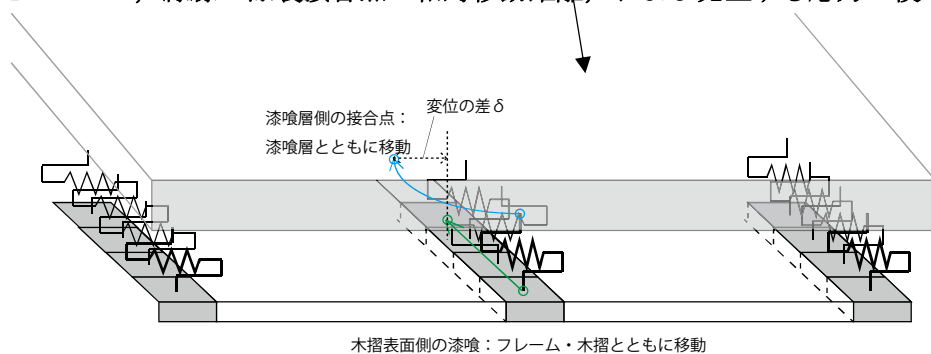 漆喰層側の接合点：
漆喰層とともに移動
変位の差δ
木摺表面側の漆喰：フレーム・木摺とともに移動